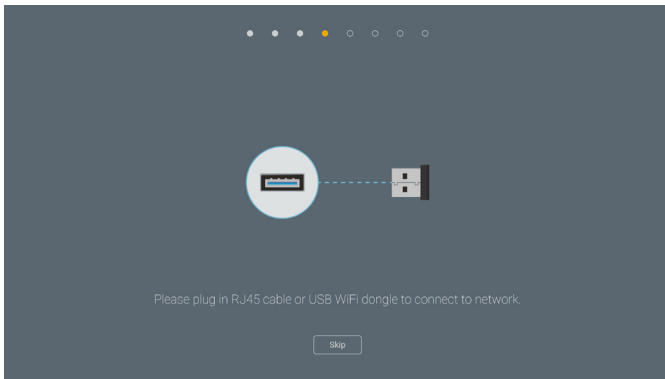 Please plug in RJ45 cable or USB WiFi dongle to connect to network.
Skip